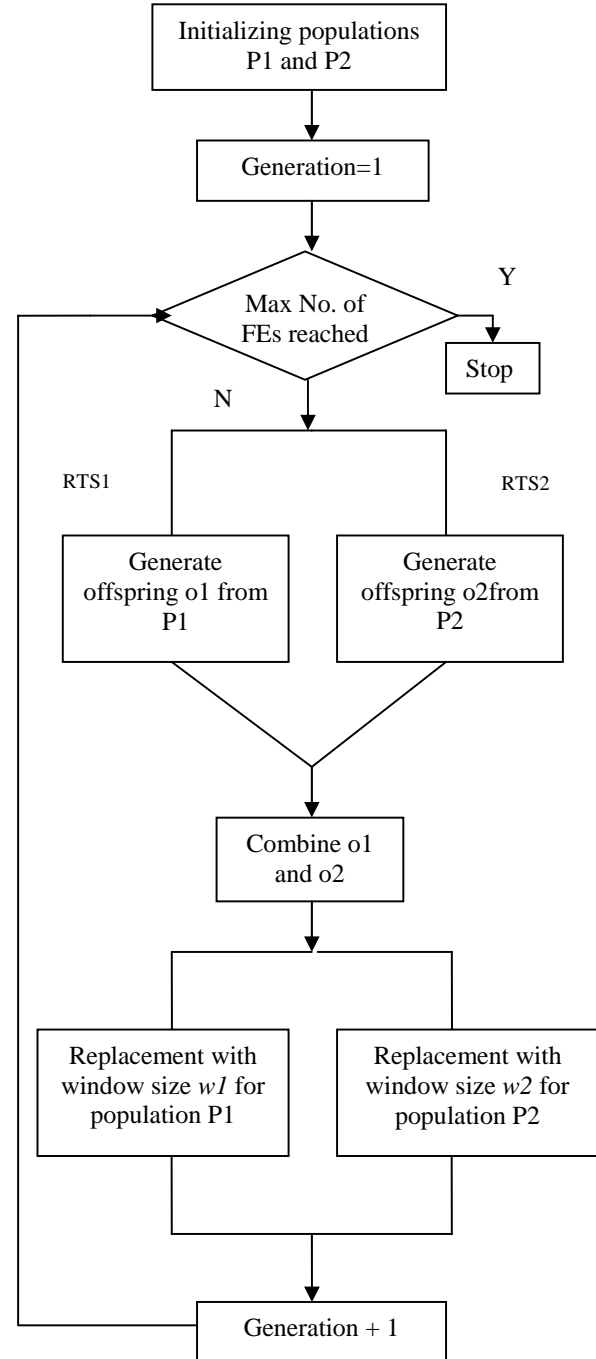 Initializing populations
P1 and P2
Generation=1
Y
Max No. of
FEs reached
Stop
N
RTS1
RTS2
Generate
offspring o1 from
P1
Generate
offspring o2from
P2
Combine o1
and o2
Replacement with
window size w1 for
population P1
Replacement with
window size w2 for
population P2
Generation + 1